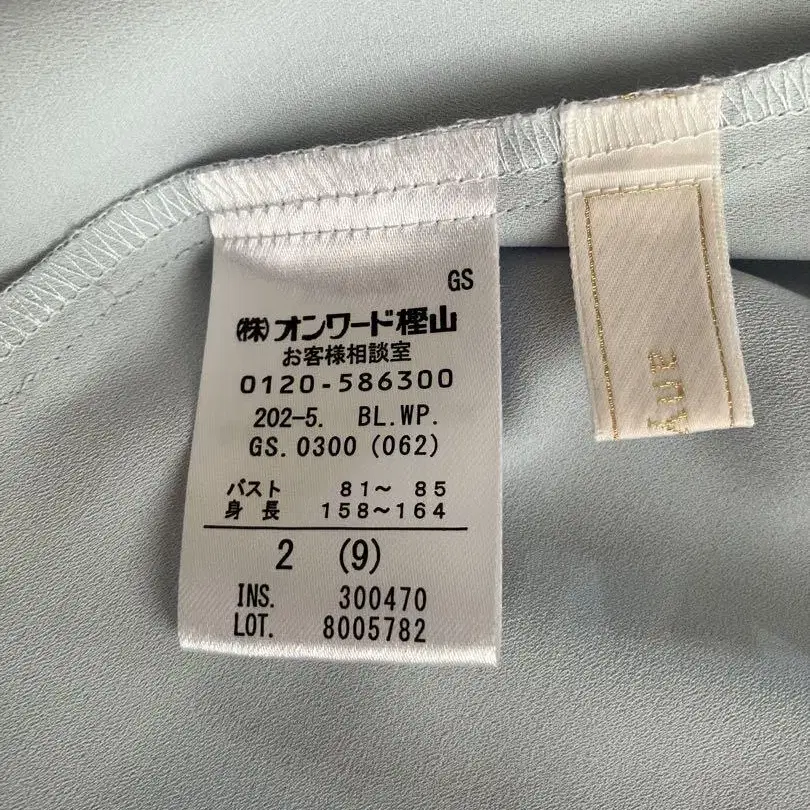 GS
㈱オンワード樫山
お客様相談室
0120-586300
202-5. BL.WP.
GS.0300(062)
バスト 81～ 85
身 長 158～164
2 (9)
INS. 300470
LOT. 8005782